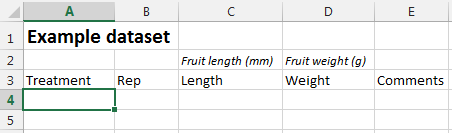 A B C D E
1 Example dataset
2 Fruit length (mm) Fruit weight (g)
3 Treatment Rep Length Weight Comments
4
5